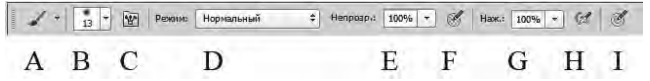 13 Режим: Нормальный Непрозр.: 100% Наж.: 100%
A B C D E F G H I